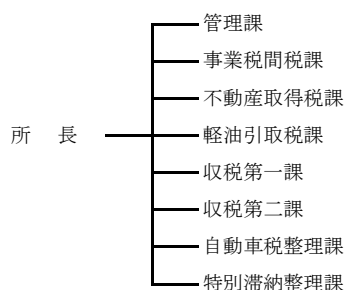 管理課
事業税間税課
不動産取得税課
所　長
軽油引取税課
収税第一課
収税第二課
自動車税整理課
特別滞納整理課